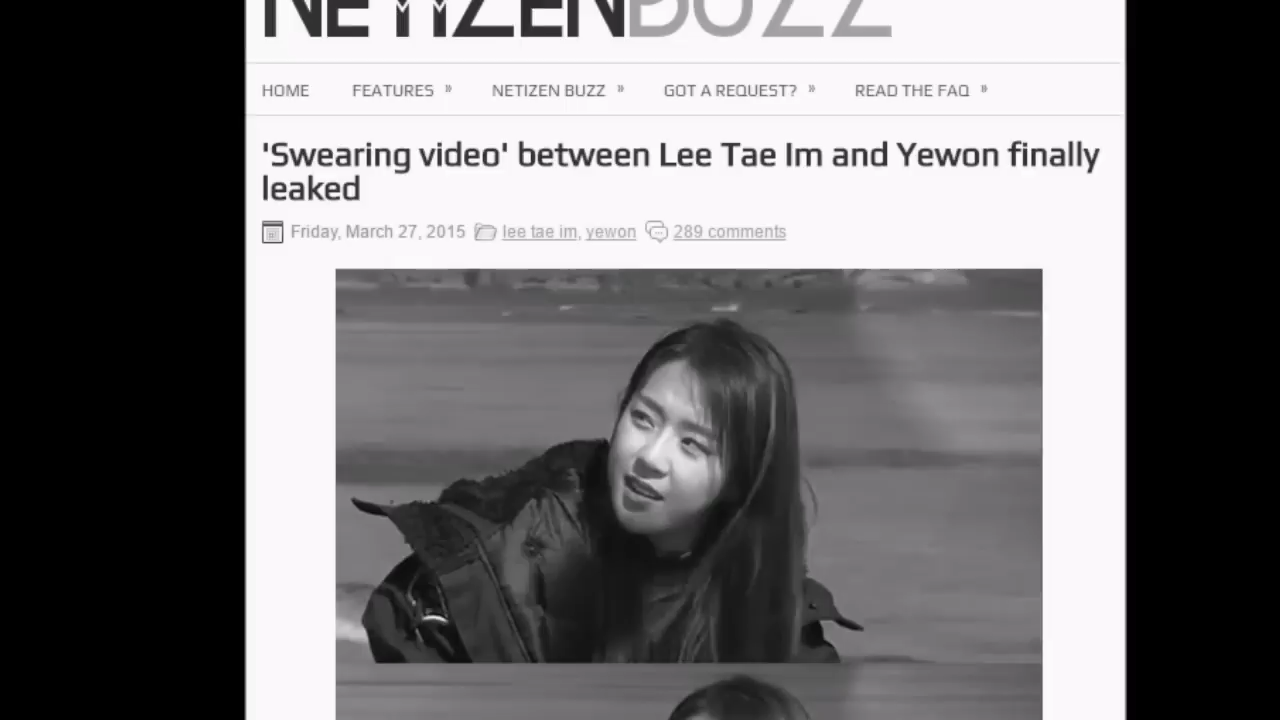 NETIZENBUZZ
HOME FEATURES » NETIZEN BUZZ » GOT A REQUEST? » READ THE FAQ »
'Swearing video' between Lee Tae Im and Yewon finally
leaked
Friday, March 27, 2015 lee tae im, yewon 289 comments